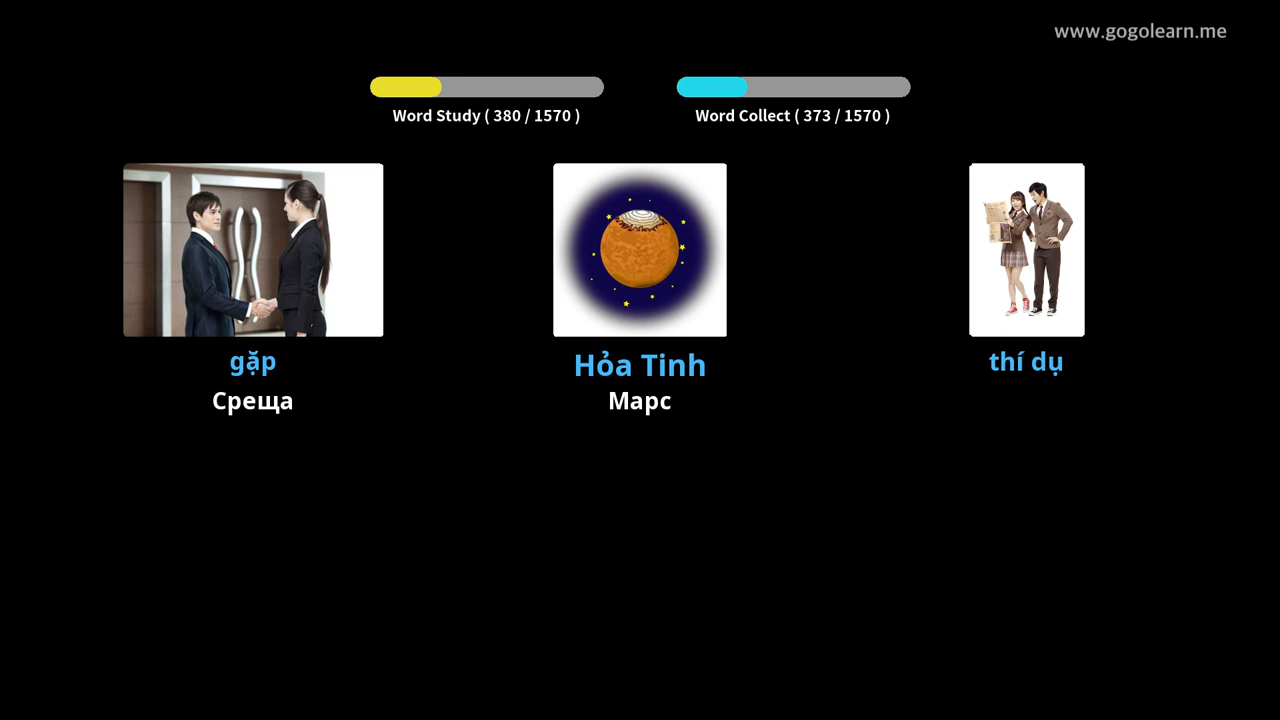 www.gogolearn.me
Word Study ( 380 / 1570 )
Word Collect ( 373 / 1570 )
gặp
Hỏa Tinh
thí dụ
Среща
Марс